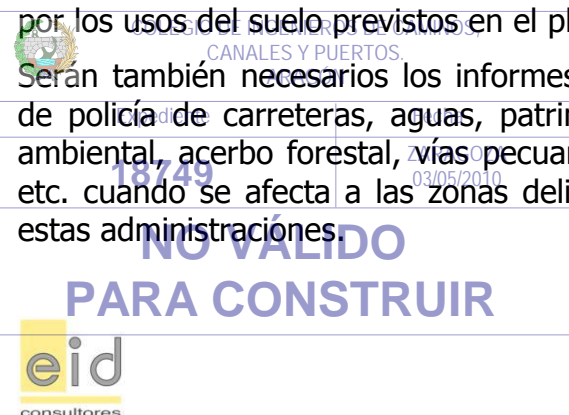 por los usos del suelo previstos en el pl
COLEGIO DE INGENIEROS DE CAMINOS,
CANALES Y PUERTOS.
Serán también necesarios los informes
de policía de carreteras, aguas, patrim
Expediente Fecha
ambiental, acerbo forestal, vías pecuar
18749 ZARAGOZA
03/05/2010
etc. cuando se afecta a las zonas deli
estas administraciones.
NO VÁLIDO
PARA CONSTRUIR
eid
consultores